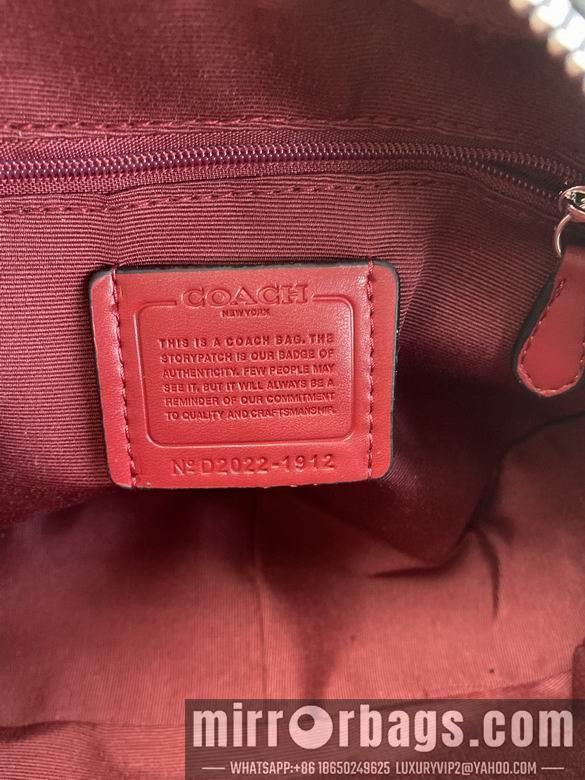 COACH
NEW YORK
THIS IS A COACH BAG. THE
STORYPATCH IS OUR BADGE OF
AUTHENTICITY. FEW PEOPLE MAY
SEE IT, BUT IT WILL ALWAYS BE A
REMINDER OF OUR COMMITMENT
TO QUALITY AND CRAFTSMANSHIP.
Nº D2022-1912
mirrorbags.com
WHATSAPP:+86 18650249625 LUXURYVIP2@YAHOO.COM